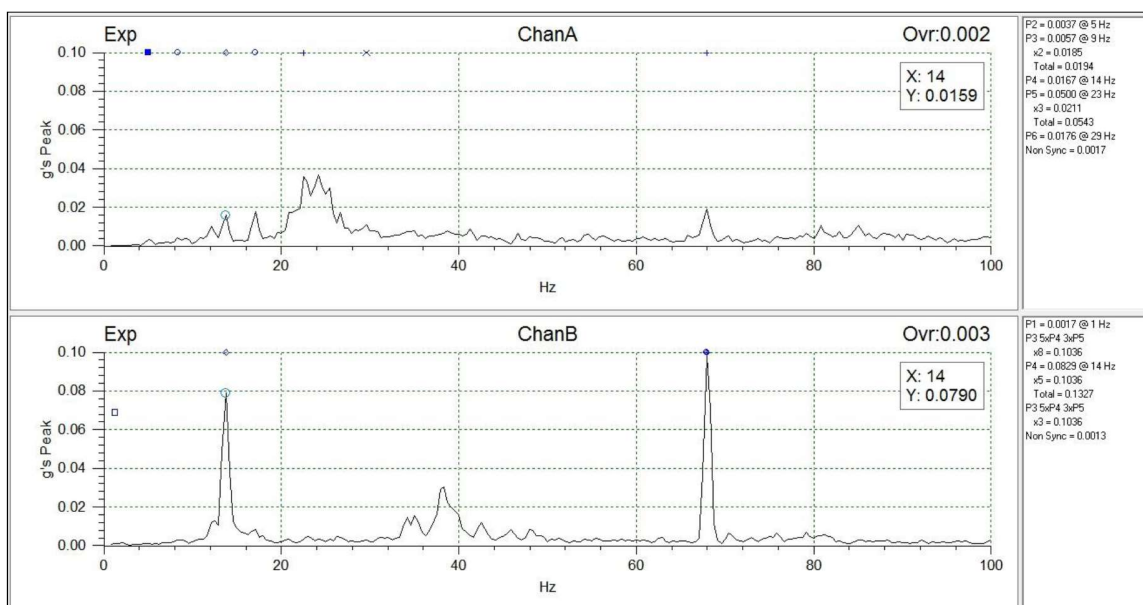 Exp ChanA Ovr:0.002
0.10
0.08
0.06
0.04
0.02
0.00
g's Peak
X: 14
Y: 0.0159
0 20 40 60 80 100
Hz
P2 = 0.0037 @ 5 Hz
P3 = 0.0057 @ 9 Hz
x2 = 0.0185
Total = 0.0194
P4 = 0.0167 @ 14 Hz
P5 = 0.0500 @ 23 Hz
x3 = 0.0211
Total = 0.0543
P6 = 0.0176 @ 29 Hz
Non Sync = 0.0017
Exp ChanB Ovr:0.003
0.10
0.08
0.06
0.04
0.02
0.00
g's Peak
X: 14
Y: 0.0790
0 20 40 60 80 100
Hz
P1 = 0.0017 @ 1 Hz
P3 5xP4 3xP5
x8 = 0.1036
P4 = 0.0829 @ 14 Hz
x5 = 0.1036
Total = 0.1327
P3 5xP4 3xP5
x3 = 0.1036
Non Sync = 0.0013